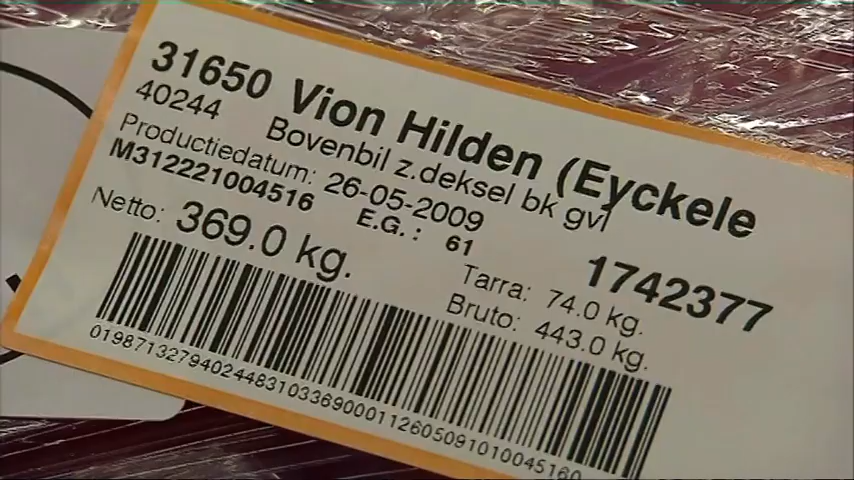 31650 Vion Hilden (Eyckele
40244 Bovenbil z.deksel bk gvl
Productiedatum: 26-05-2009
M312221004516 E.G.: 61
Netto: 369.0 kg. 1742377
Tarra: 74.0 kg.
Bruto: 443.0 kg.